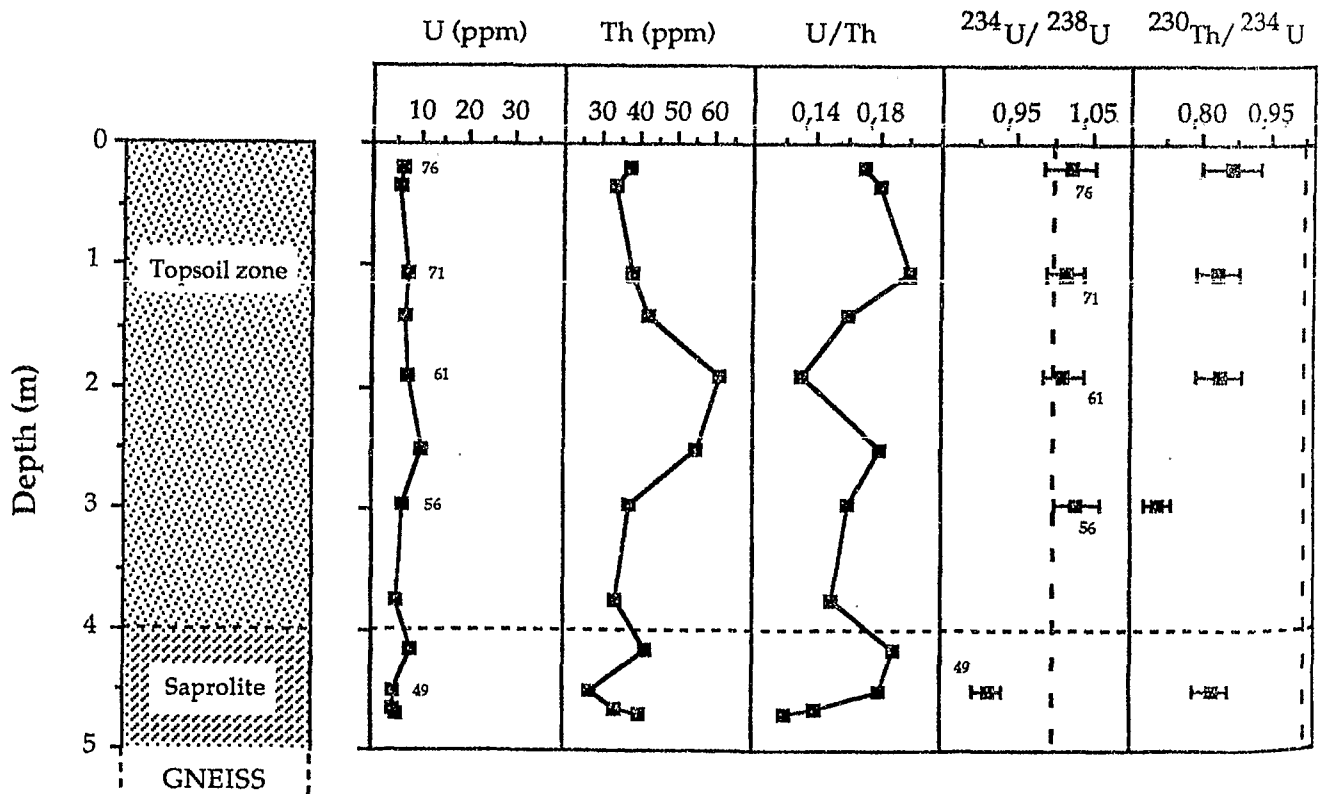 U (ppm) Th (ppm) U/Th 234U/ 238U 230Th/ 234 U
10 20 30 30 40 50 60 0,14 0,18 0,95 1,05 0,80 0,95
0
76
76
1
Topsoil zone
71
71
2
61
61
Depth (m)
3
56
56
4
49
Saprolite
49
5
GNEISS